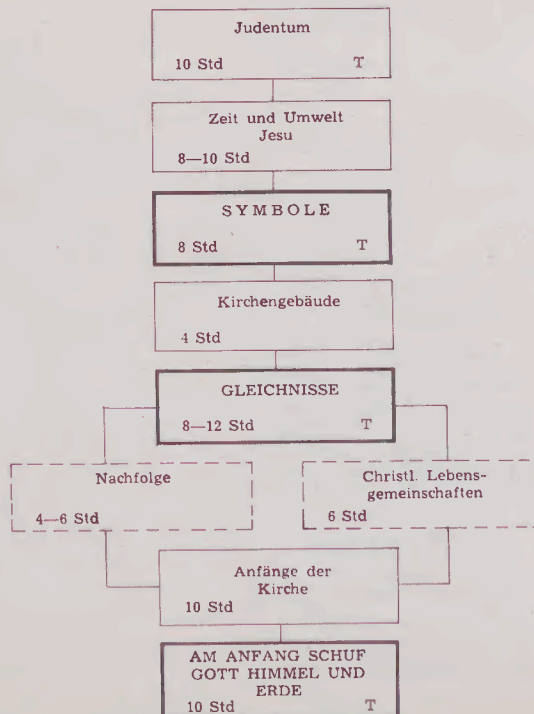 Judentum
10 Std T
Zeit und Umwelt
Jesu
8—10 Std
SYMBOLE
8 Std T
Kirchengebäude
4 Std
GLEICHNISSE
8—12 Std T
Nachfolge
4—6 Std
Christl. Lebens-
gemeinschaften
6 Std
Anfänge der
Kirche
10 Std
AM ANFANG SCHUF
GOTT HIMMEL UND
ERDE
10 Std T